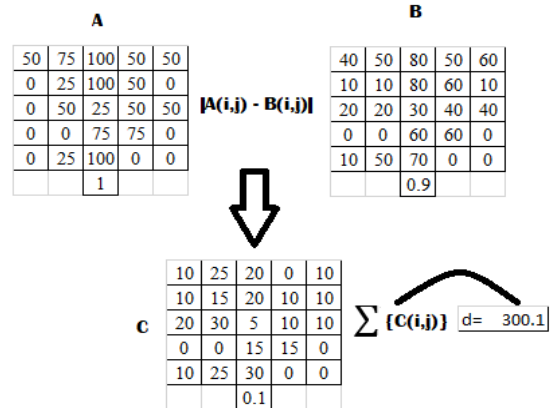 A
50 75 100 50 50
0 25 100 50 0
0 50 25 50 50
0 0 75 75 0
0 25 100 0 0
1
|A(i,j) - B(i,j)|
B
40 50 80 50 60
10 10 80 60 10
20 20 30 40 40
0 0 60 60 0
10 50 70 0 0
0.9
C
10 25 20 0 10
10 15 20 10 10
20 30 5 10 10
0 0 15 15 0
10 25 30 0 0
0.1
∑ {C(i,j)} d= 300.1